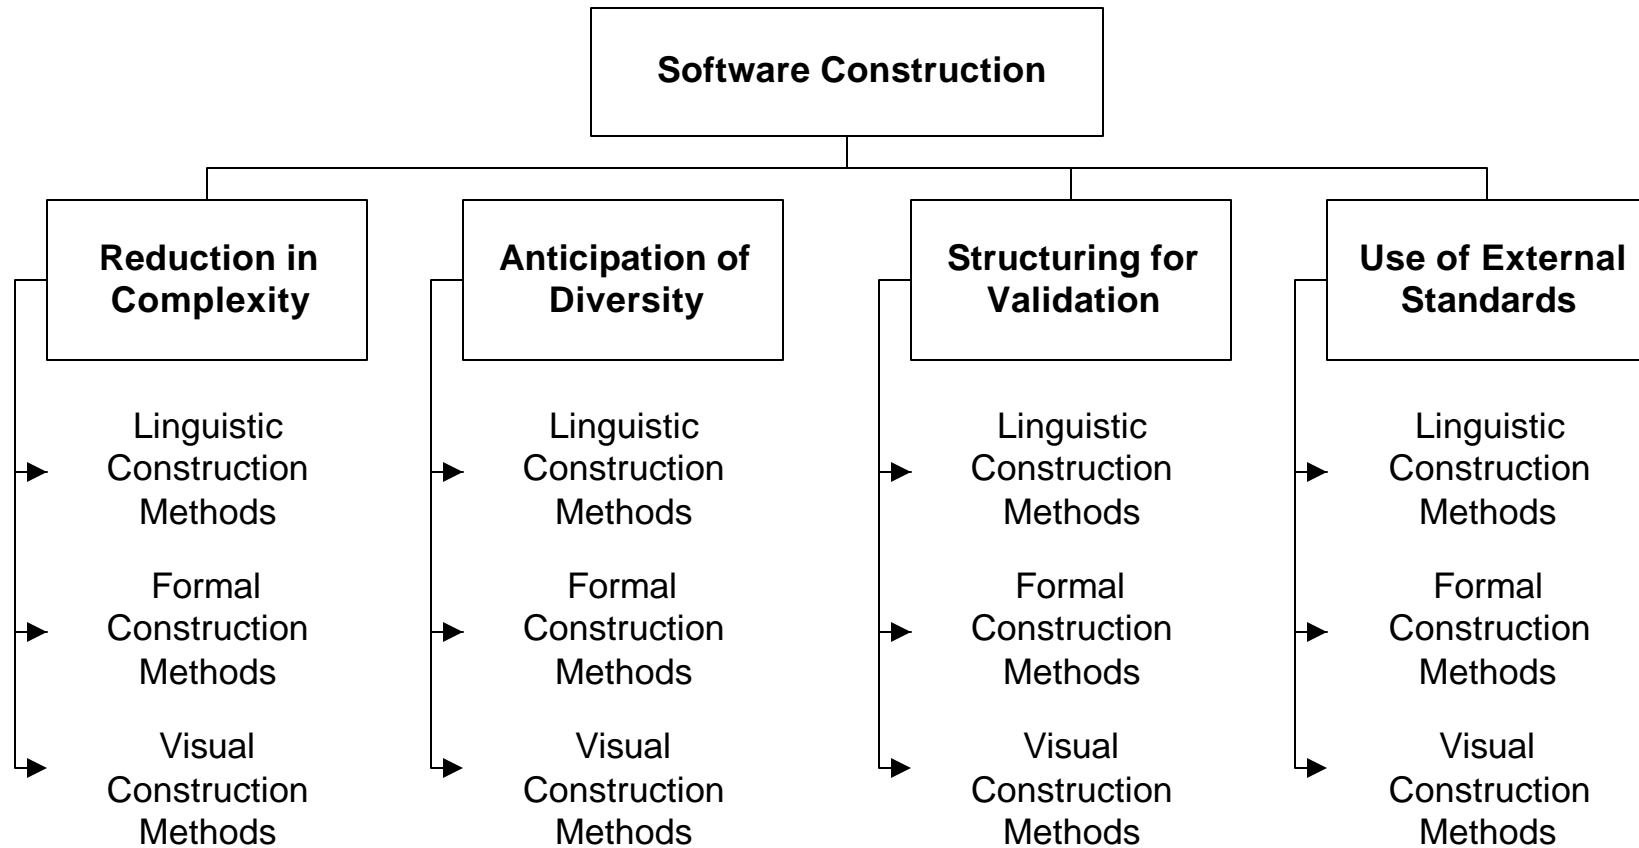 Software Construction
Reduction in
Complexity
Linguistic
Construction
Methods
Formal
Construction
Methods
Visual
Construction
Methods
Anticipation of
Diversity
Linguistic
Construction
Methods
Formal
Construction
Methods
Visual
Construction
Methods
Structuring for
Validation
Linguistic
Construction
Methods
Formal
Construction
Methods
Visual
Construction
Methods
Use of External
Standards
Linguistic
Construction
Methods
Formal
Construction
Methods
Visual
Construction
Methods